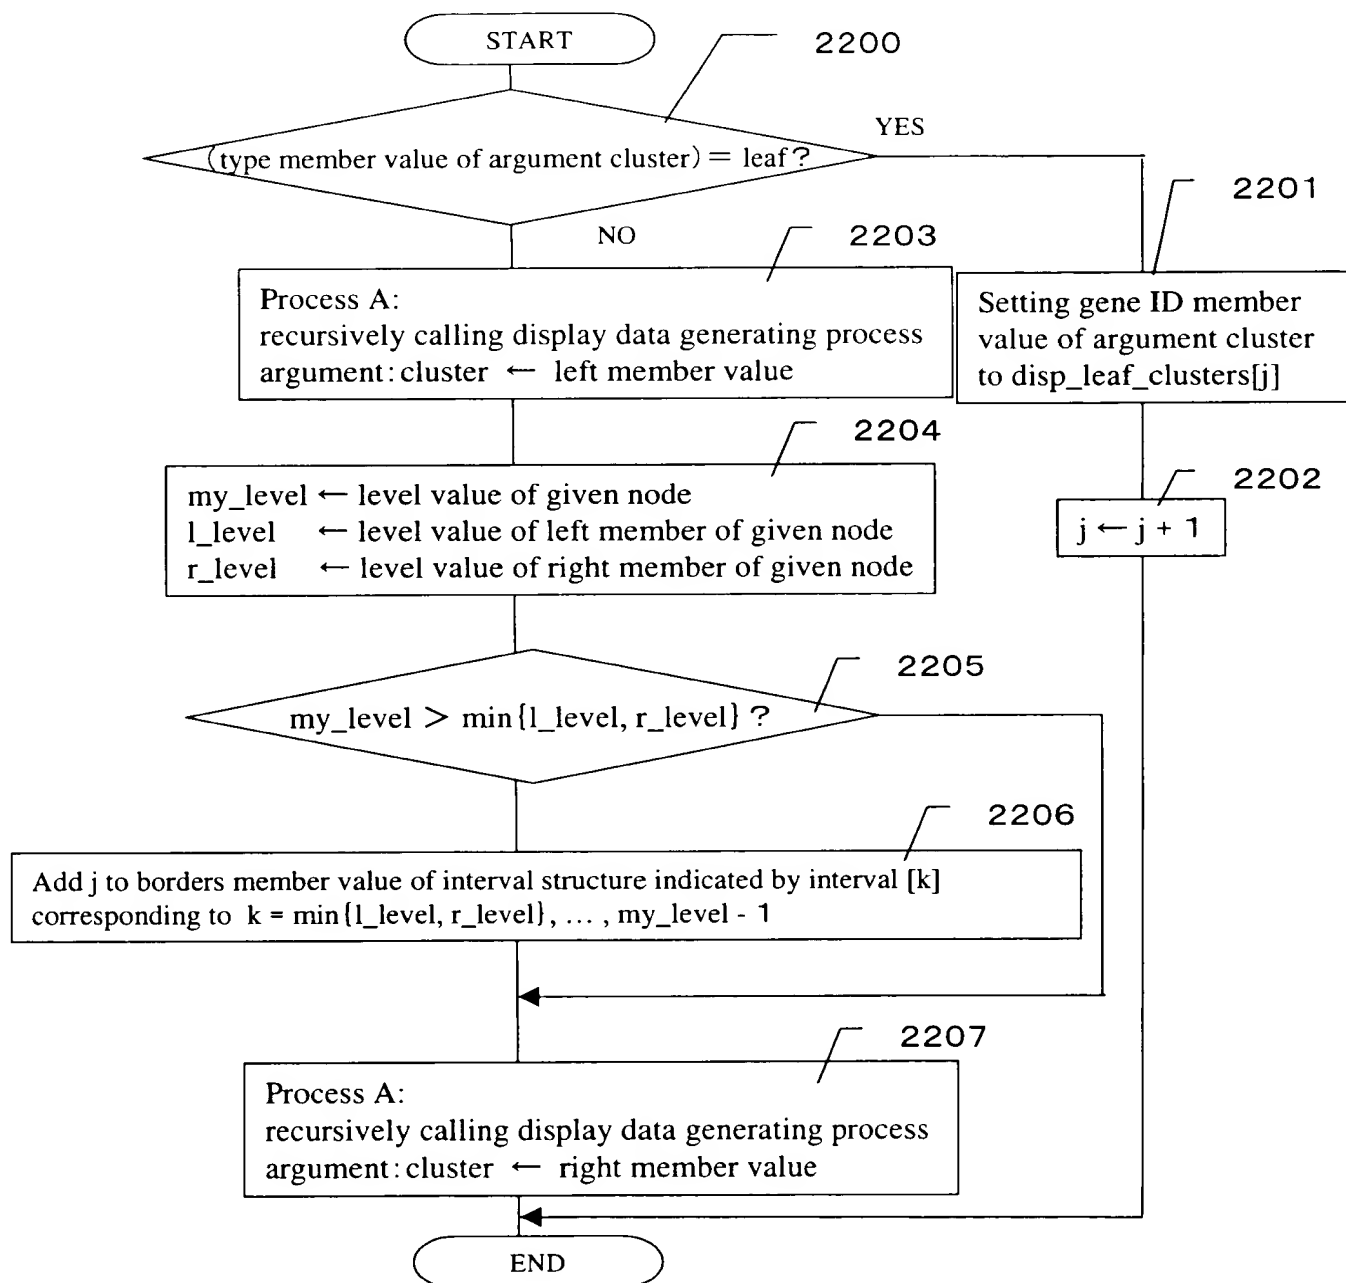 START
2200
(type member value of argument cluster) = leaf?
YES
2201
NO
2203
Process A:
recursively calling display data generating process
argument: cluster ← left member value
Setting gene ID member
value of argument cluster
to disp_leaf_clusters[j]
2204
my_level ← level value of given node
l_level ← level value of left member of given node
r_level ← level value of right member of given node
2202
j ← j + 1
2205
my_level > min{l_level, r_level} ?
2206
Add j to borders member value of interval structure indicated by interval [k]
corresponding to k = min{l_level, r_level}, ... , my_level - 1
2207
Process A:
recursively calling display data generating process
argument: cluster ← right member value
END